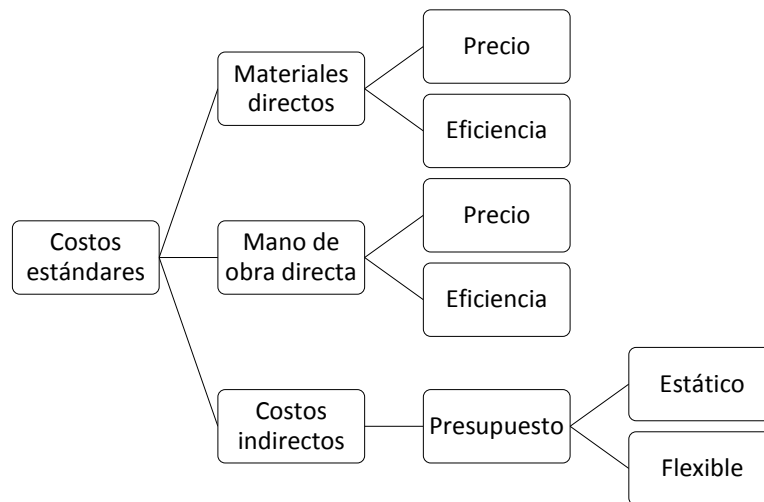 Costos
estándares
Materiales
directos
Precio
Eficiencia
Mano de
obra directa
Precio
Eficiencia
Costos
indirectos
Presupuesto
Estático
Flexible